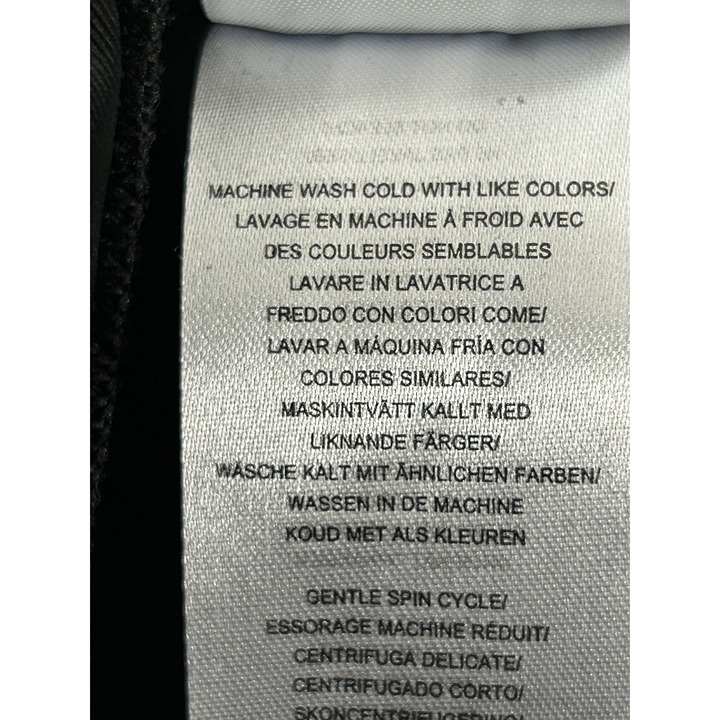 MACHINE WASH COLD WITH LIKE COLORS/
LAVAGE EN MACHINE À FROID AVEC
DES COULEURS SEMBLABLES
LAVARE IN LAVATRICE A
FREDDO CON COLORI COME/
LAVAR A MÁQUINA FRÍA CON
COLORES SIMILARES/
MASKINTVÄTT KALLT MED
LIKNANDE FÄRGER/
WÄSCHE KALT MIT ÄHNLICHEN FARBEN/
WASSEN IN DE MACHINE
KOUD MET ALS KLEUREN
GENTLE SPIN CYCLE/
ESSORAGE MACHINE RÉDUIT/
CENTRIFUGA DELICATE/
CENTRIFUGADO CORTO/